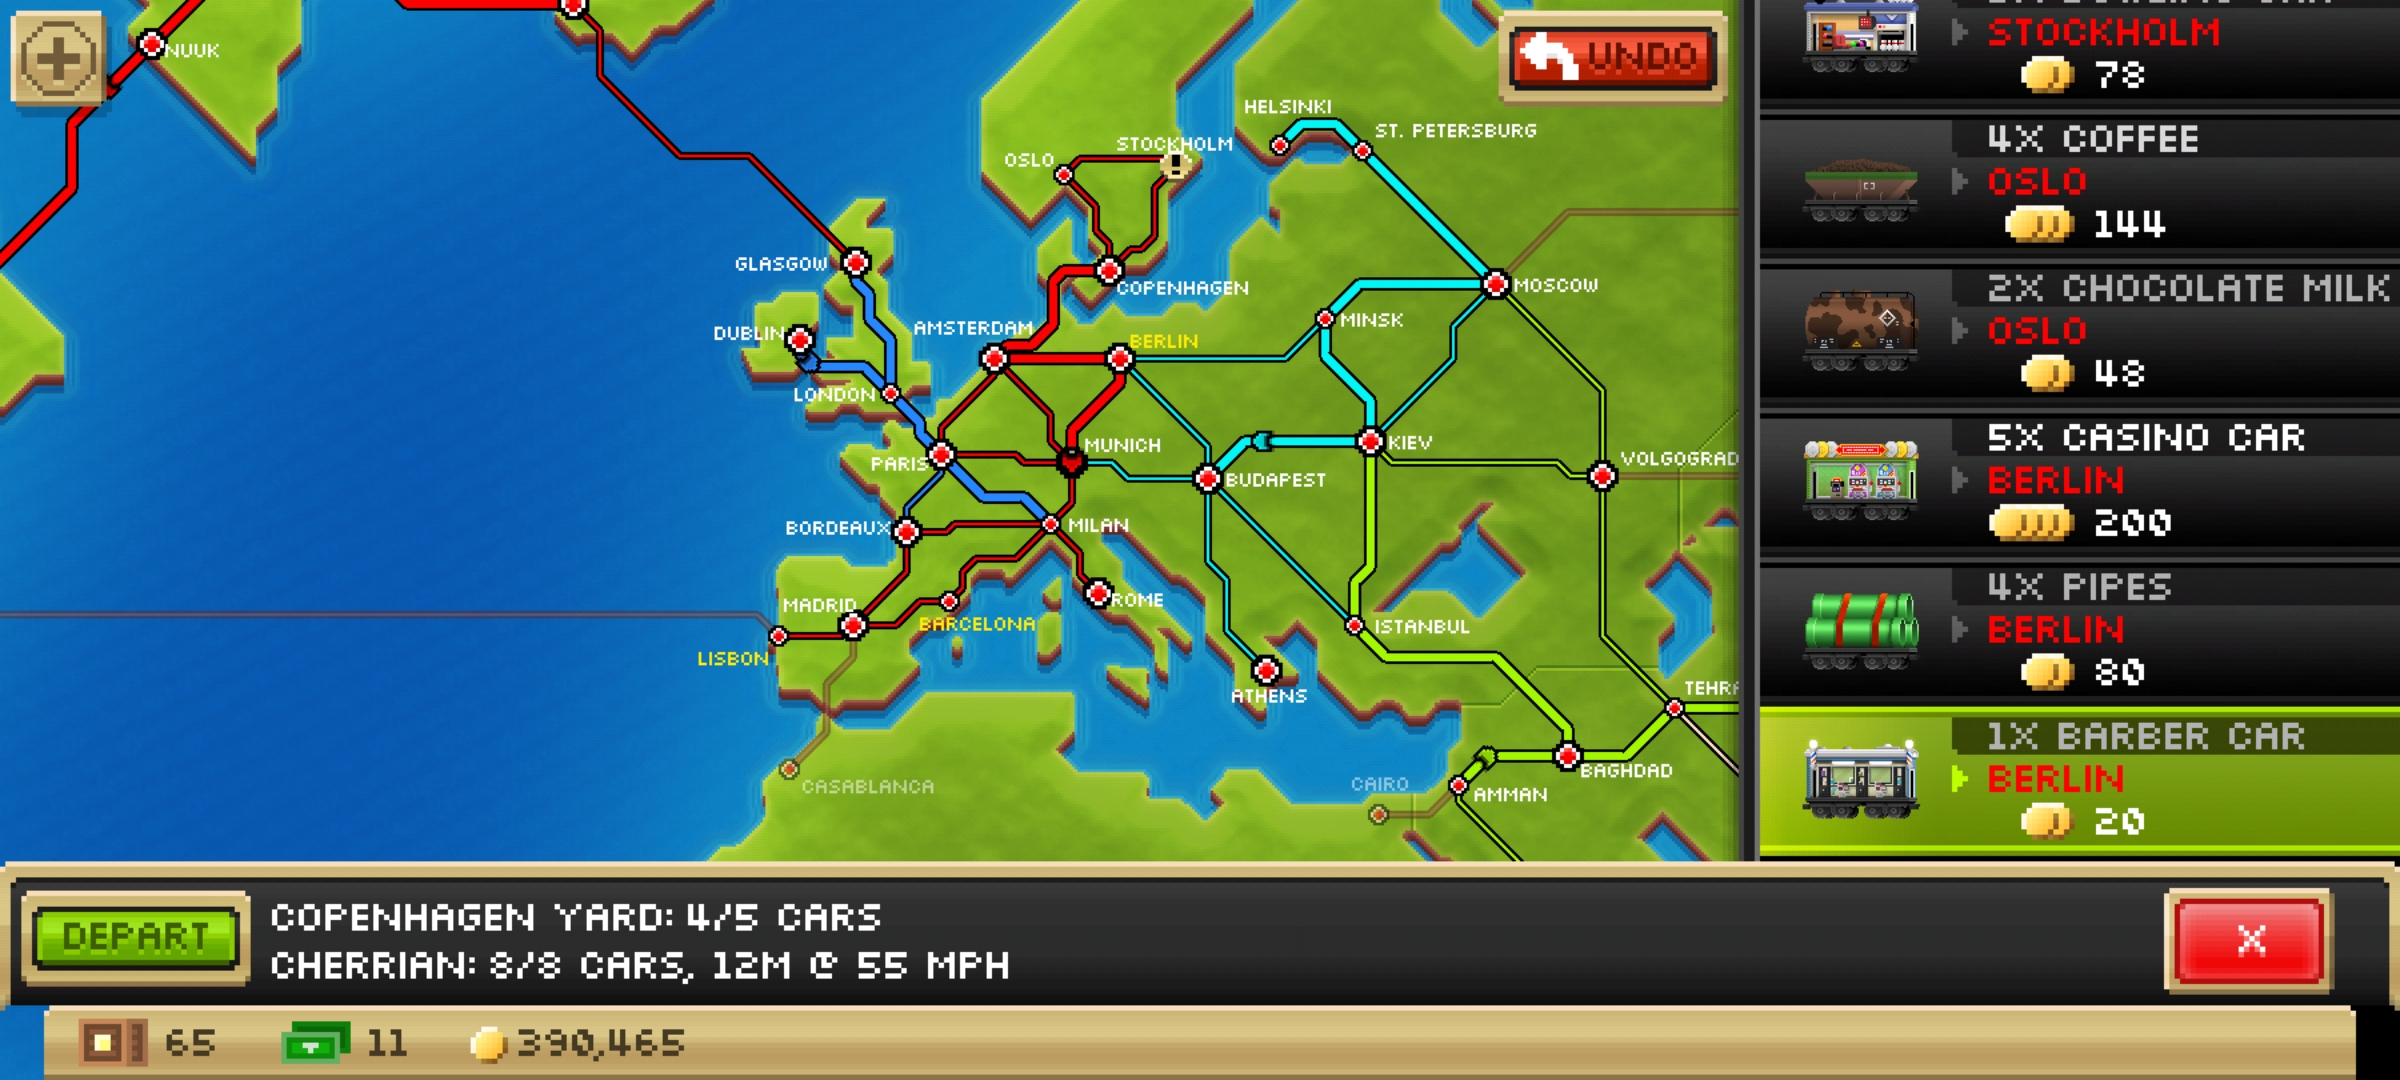 NUUK
UNDO
HELSINKI
ST. PETERSBURG
STOCKHOLM
OSLO
GLASGOW
COPENHAGEN
MOSCOW
DUBLIN
AMSTERDAM
BERLIN
MINSK
LONDON
MUNICH
KIEV
VOLGOGRAD
PARIS
BUDAPEST
BORDEAUX
MILAN
MADRID
ROME
BARCELONA
ISTANBUL
LISBON
ATHENS
TEHRA
CASABLANCA
CAIRO
AMMAN
BAGHDAD
STOCKHOLM
78
4X COFFEE
OSLO
144
2X CHOCOLATE MILK
OSLO
48
5X CASINO CAR
BERLIN
200
4X PIPES
BERLIN
80
1X BARBER CAR
BERLIN
20
DEPART
COPENHAGEN YARD: 4/5 CARS
CHERRIAN: 8/8 CARS, 12M @ 55 MPH
X
65
11
390,465